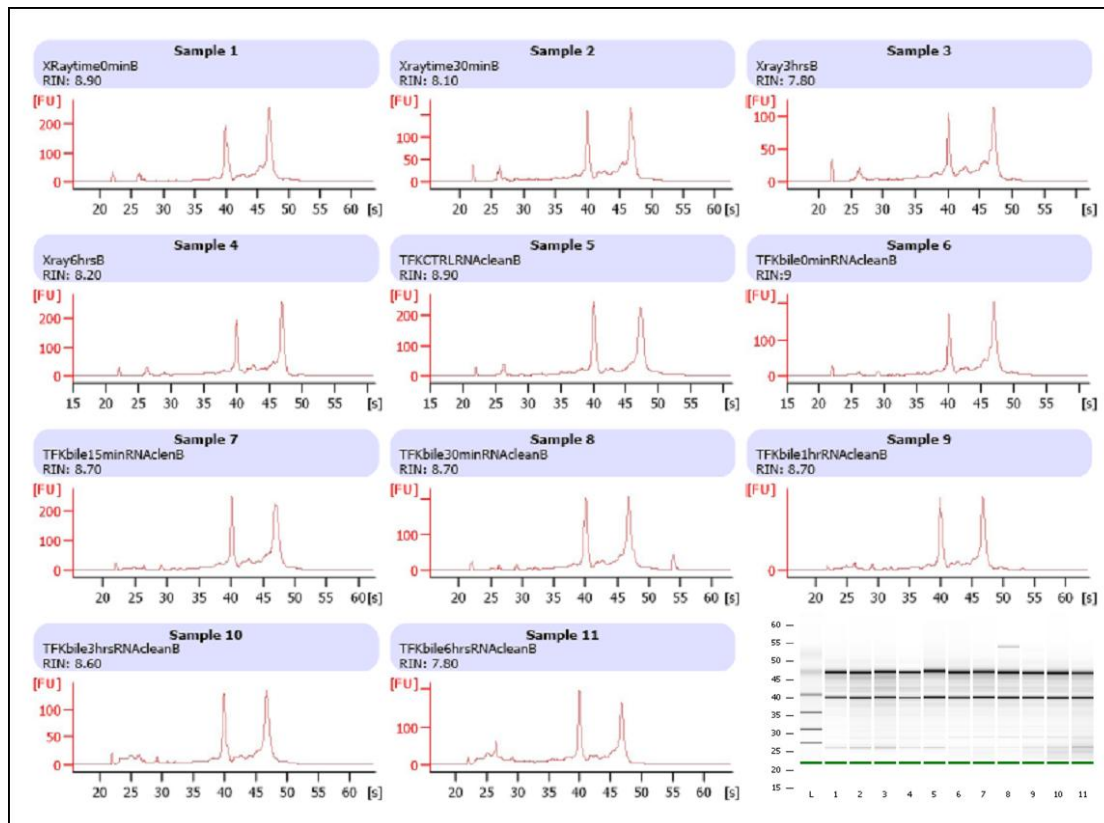 Sample 1
XRaytime0minB
RIN: 8.90
[FU]
200
100
0
20 25 30 35 40 45 50 55 60 [s]
Sample 2
Xraytime30minB
RIN: 8.10
[FU]
100
50
0
20 25 30 35 40 45 50 55 60 [s]
Sample 3
Xray3hrsB
RIN: 7.80
[FU]
100
50
0
20 25 30 35 40 45 50 55 [s]
Sample 4
Xray6hrsB
RIN: 8.20
[FU]
200
100
0
15 20 25 30 35 40 45 50 55 60 [s]
Sample 5
TFKCTRLRNAcleanB
RIN: 8.90
[FU]
200
100
0
20 25 30 35 40 45 50 55 60 [s]
Sample 6
TFKbile0minRNAcleanB
RIN:9
[FU]
100
0
15 20 25 30 35 40 45 50 55 60 [s]
Sample 7
TFKbile15minRNAclenB
RIN: 8.70
[FU]
200
100
0
20 25 30 35 40 45 50 55 60 [s]
Sample 8
TFKbile30minRNAcleanB
RIN: 8.70
[FU]
100
0
20 25 30 35 40 45 50 55 60 [s]
Sample 9
TFKbile1hrRNAcleanB
RIN: 8.70
[FU]
0
20 25 30 35 40 45 50 55 60 [s]
Sample 10
TFKbile3hrsRNAcleanB
RIN: 8.60
[FU]
100
50
0
20 25 30 35 40 45 50 55 60 [s]
Sample 11
TFKbile6hrsRNAcleanB
RIN: 7.80
[FU]
100
0
20 25 30 35 40 45 50 55 60 [s]
60
55
50
45
40
35
30
25
20
15
L 1 2 3 4 5 6 7 8 9 10 11